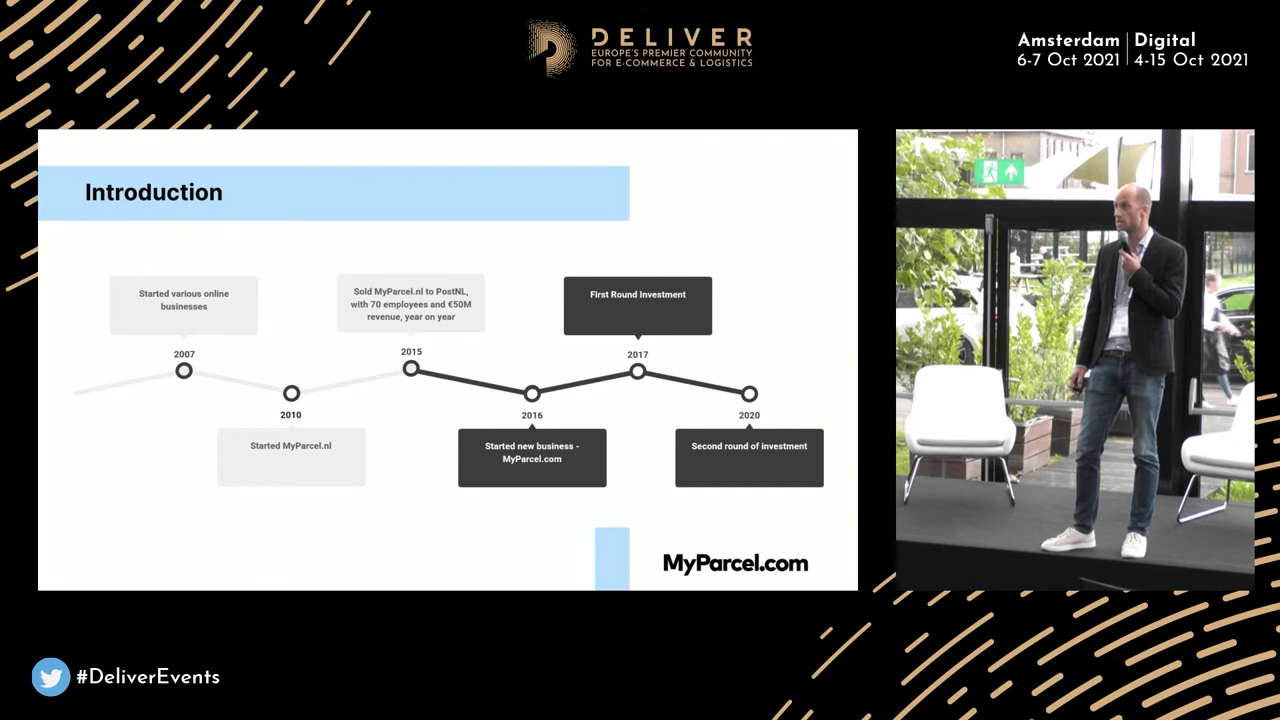 DELIVER
EUROPE'S PREMIER COMMUNITY
FOR E-COMMERCE & LOGISTICS
Amsterdam | Digital
6-7 Oct 2021 | 4-15 Oct 2021
Introduction
Started various online
businesses
2007
2010
Started MyParcel.nl
Sold MyParcel.nl to PostNL,
with 70 employees and €50M
revenue, year on year
2015
2016
Started new business -
MyParcel.com
First Round Investment
2017
2020
Second round of investment
MyParcel.com
#DeliverEvents